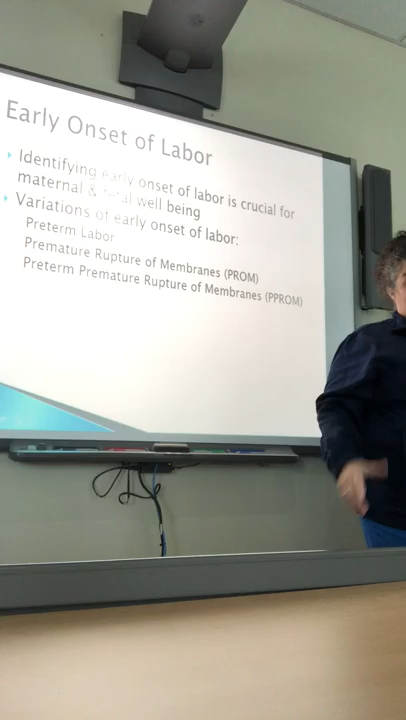 Early Onset of Labor
Identifying early onset of labor is crucial for
maternal & fetal well being
Variations of early onset of labor:
Preterm Labor
Premature Rupture of Membranes (PROM)
Preterm Premature Rupture of Membranes (PPROM)